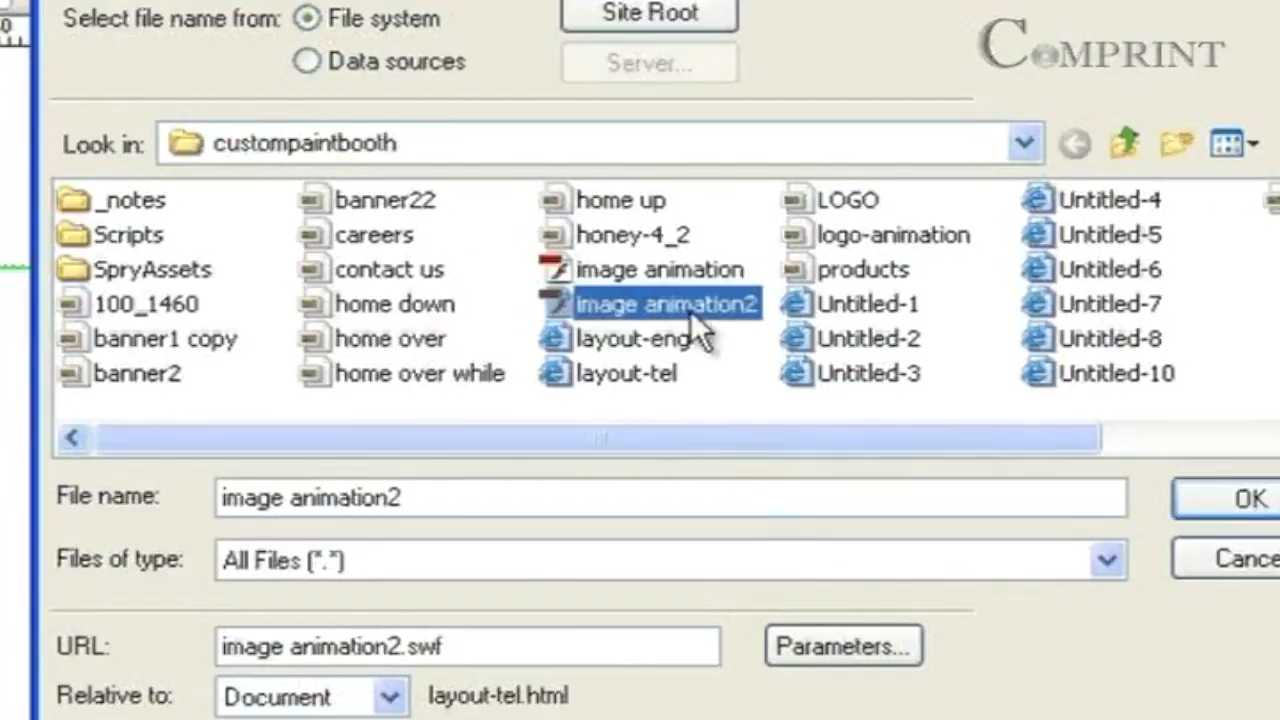 Select file name from: File system Site Root
Data sources Server...
COMPRINT
Look in: custompaintbooth
_notes banner22 home up LOGO Untitled-4
Scripts careers honey-4_2 logo-animation Untitled-5
SpryAssets contact us image animation products Untitled-6
100_1460 home down image animation2 Untitled-1 Untitled-7
banner1 copy home over layout-eng Untitled-2 Untitled-8
banner2 home over while layout-tel Untitled-3 Untitled-10
File name: image animation2 OK
Files of type: All Files (*.*) Cance
URL: image animation2.swf Parameters...
Relative to: Document layout-tel.html